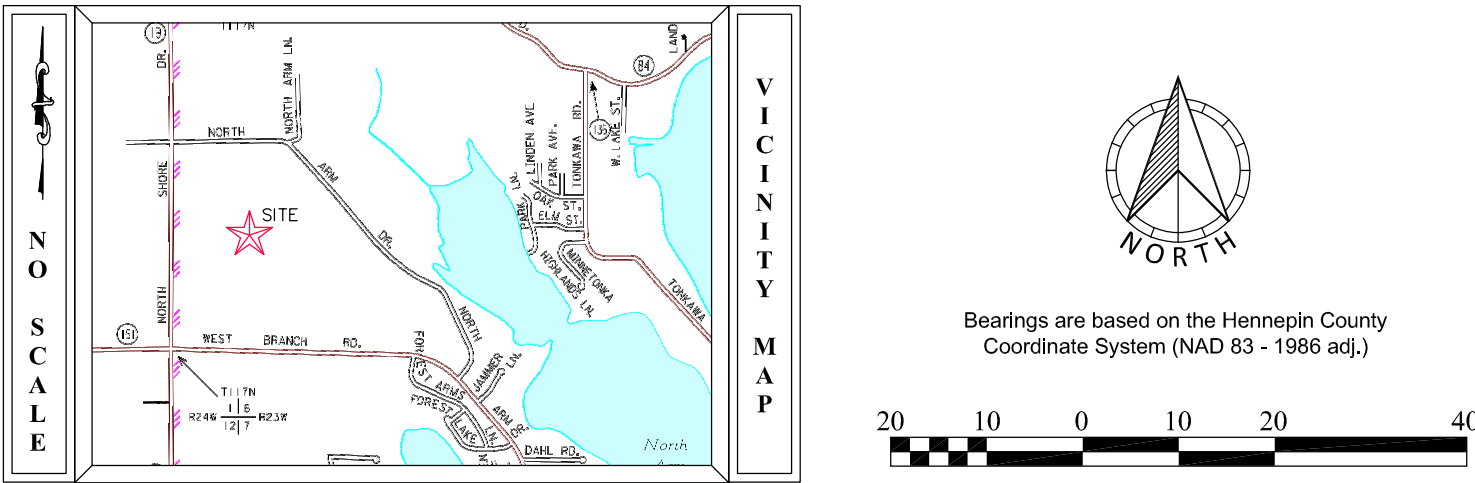 NO SCALE
VICINITY MAP
19
T117N
DR.
NORTH ARM LN.
NORTH
ARM
DR.
SHORE
NORTH
SITE
LAND
84
135
LINDEN AVE
PARK AVE.
TONKAWA RD.
W. LAKE ST.
PARK LN.
OAK ST.
ELM ST.
HIGHLANDS LN.
MINNETONKA
TONKAWA
151
WEST BRANCH RD.
NORTH
ARM DR.
JAMMER LN.
FOREST ARMS
LN.
FOREST
LAKE
DAHL RD.
North
Arm
T117N
1 | 6
R24W R23W
12 | 7
NORTH
Bearings are based on the Hennepin County
Coordinate System (NAD 83 - 1986 adj.)
20 10 0 10 20 40